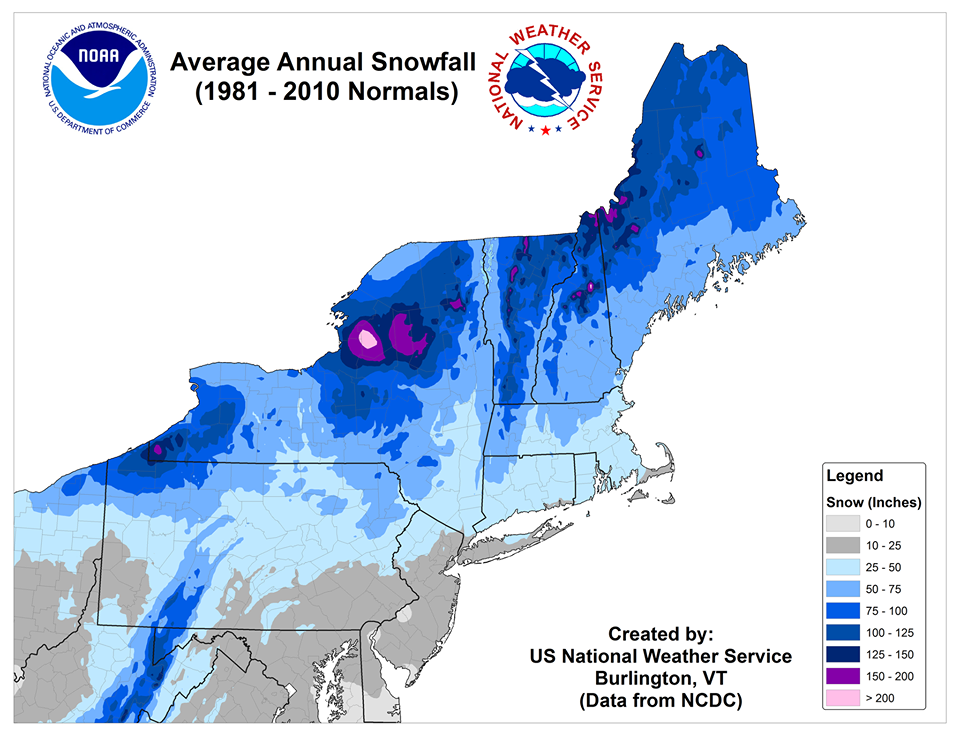 NATIONAL OCEANIC AND ATMOSPHERIC ADMINISTRATION
NOAA
U.S. DEPARTMENT OF COMMERCE
Average Annual Snowfall
(1981 - 2010 Normals)
NATIONAL WEATHER SERVICE
Legend
Snow (Inches)
0 - 10
10 - 25
25 - 50
50 - 75
75 - 100
100 - 125
125 - 150
150 - 200
> 200
Created by:
US National Weather Service
Burlington, VT
(Data from NCDC)